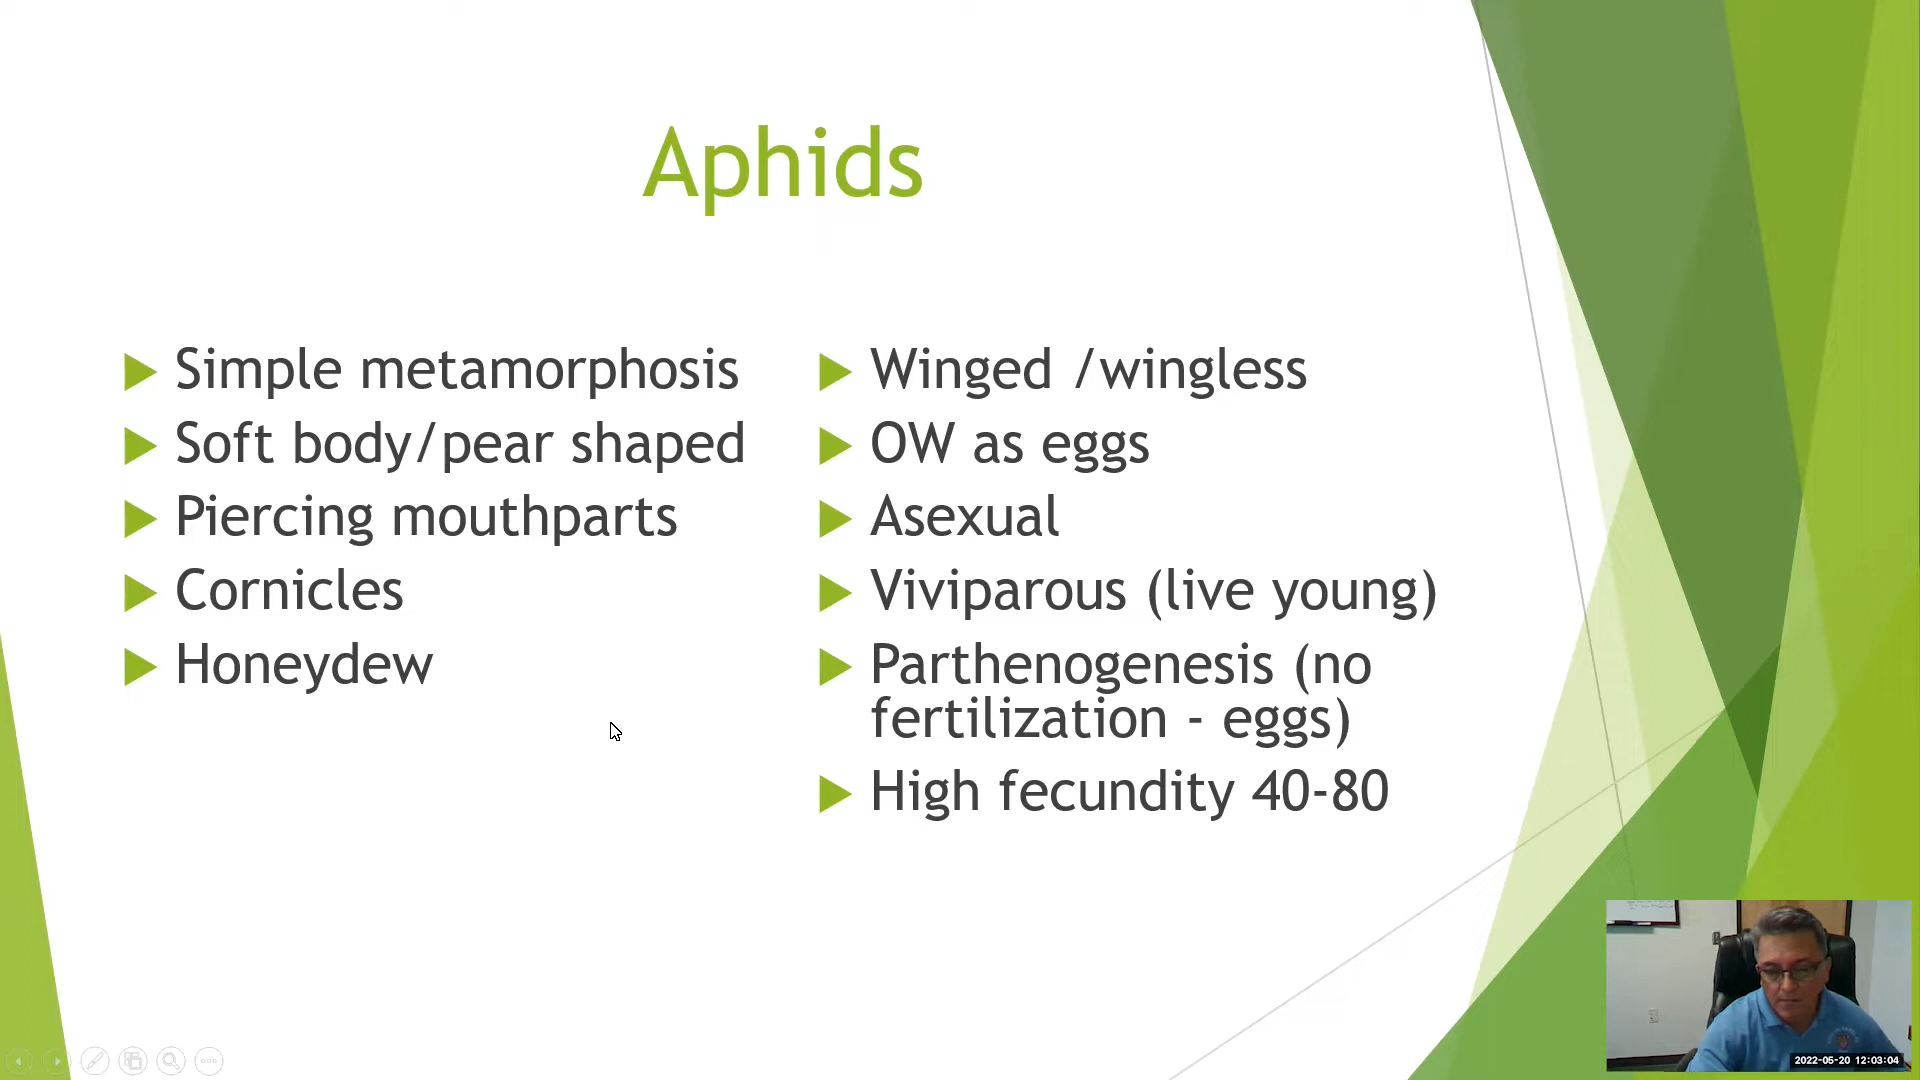 Aphids
Simple metamorphosis
Soft body/pear shaped
Piercing mouthparts
Cornicles
Honeydew
Winged /wingless
OW as eggs
Asexual
Viviparous (live young)
Parthenogenesis (no
fertilization - eggs)
High fecundity 40-80
2022-05-20 12:03:04